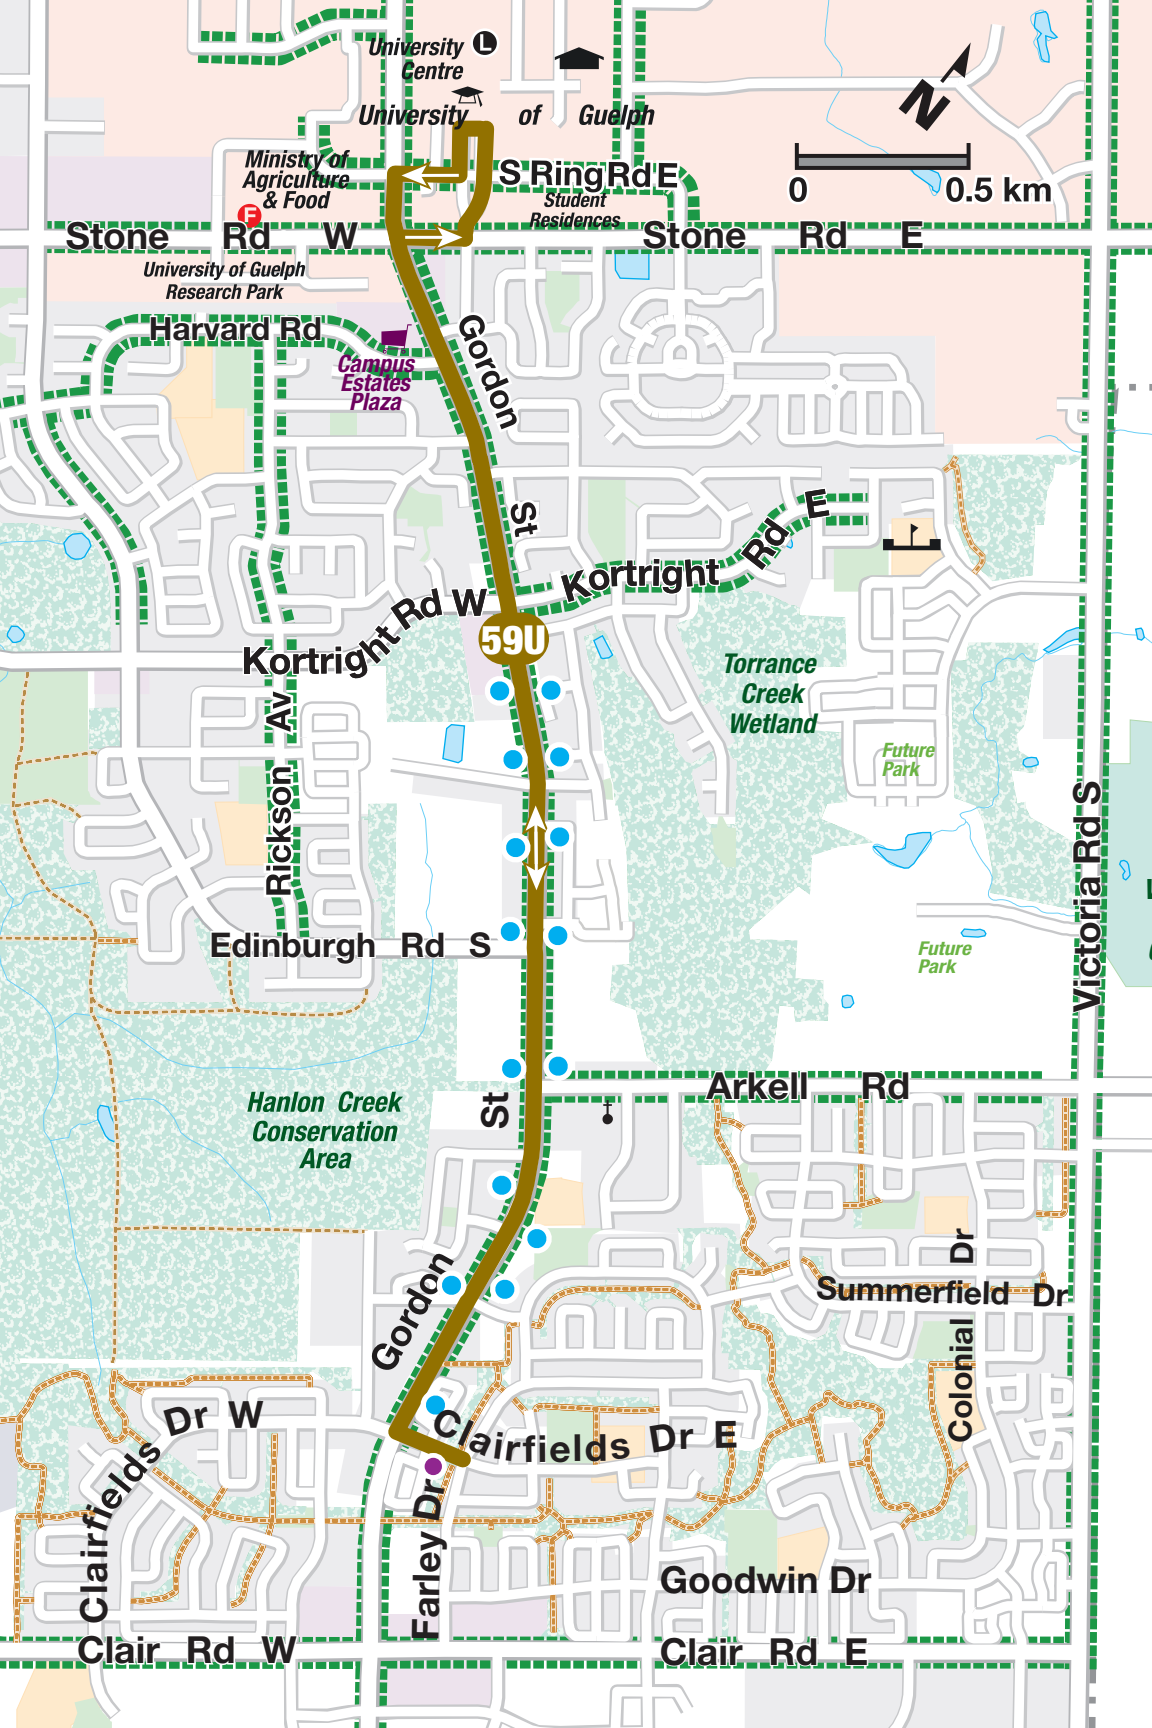 University
Centre
L
University of Guelph
N
Ministry of
Agriculture
& Food
S Ring Rd E
0 0.5 km
Student
Residences
F
Stone Rd W
Stone Rd E
University of Guelph
Research Park
Harvard Rd
Gordon
Campus
Estates
Plaza
St
Kortright Rd E
Kortright Rd W
59U
Torrance
Creek
Wetland
Rickson Av
Future
Park
Victoria Rd S
Edinburgh Rd S
Future
Park
Arkell Rd
St
Hanlon Creek
Conservation
Area
Gordon
Summerfield Dr
Colonial Dr
Clairfields Dr W
Clairfields Dr E
Farley Dr
Goodwin Dr
Clair Rd W
Clair Rd E